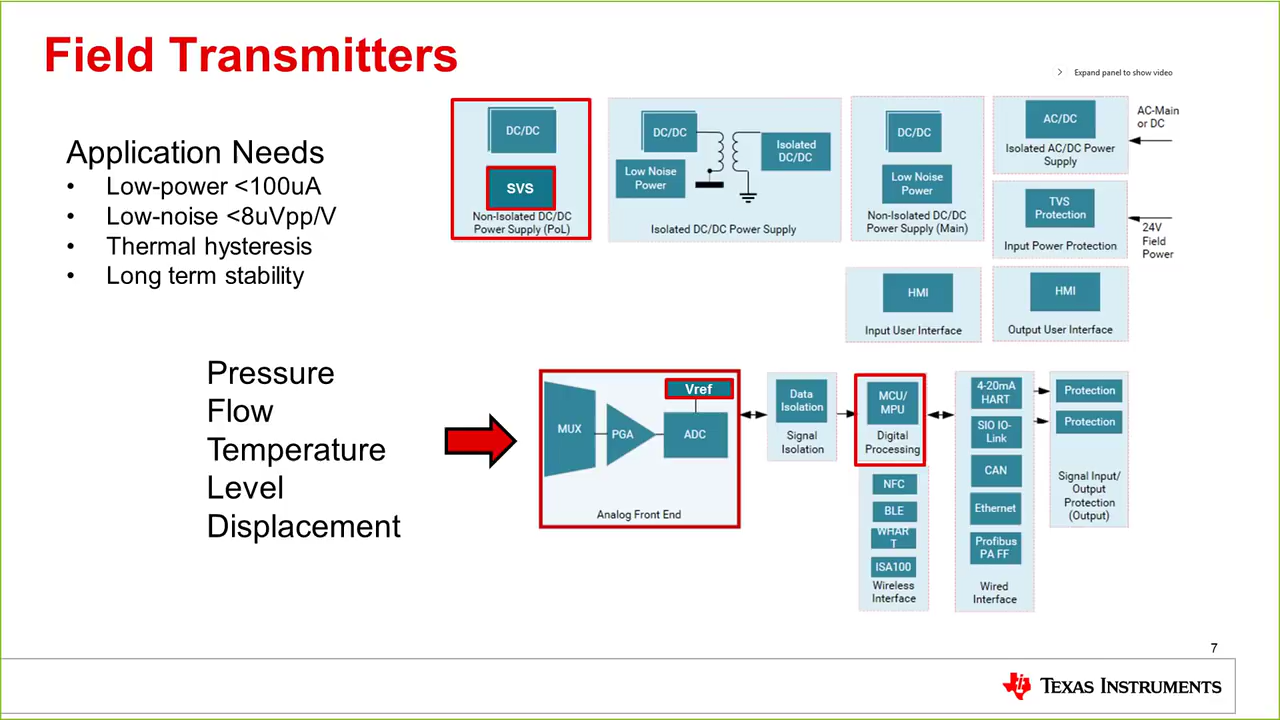 Field Transmitters
Expand panel to show video
Application Needs
• Low-power <100uA
• Low-noise <8uVpp/V
• Thermal hysteresis
• Long term stability
DC/DC
SVS
Non-Isolated DC/DC
Power Supply (PoL)
DC/DC
Low Noise
Power
Isolated
DC/DC
Isolated DC/DC Power Supply
DC/DC
Low Noise
Power
Non-Isolated DC/DC
Power Supply (Main)
AC/DC
Isolated AC/DC Power
Supply
AC-Main
or DC
TVS
Protection
Input Power Protection
24V
Field
Power
HMI
Input User Interface
HMI
Output User Interface
Pressure
Flow
Temperature
Level
Displacement
MUX
PGA
Vref
ADC
Analog Front End
Data
Isolation
Signal
Isolation
MCU/
MPU
Digital
Processing
NFC
BLE
WHAR
T
ISA100
Wireless
Interface
4-20mA
HART
SIO IO-
Link
CAN
Ethernet
Profibus
PA FF
Wired
Interface
Protection
Protection
Signal Input/
Output
Protection
(Output)
7
TEXAS INSTRUMENTS